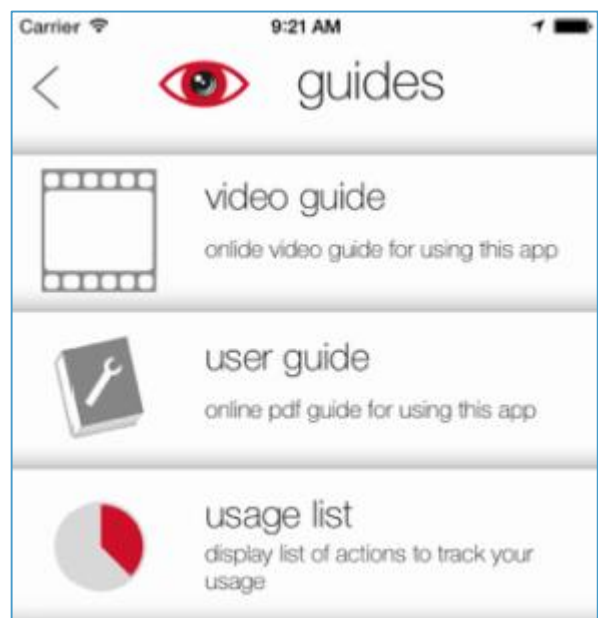 Carrier 9:21 AM
guides
video guide
onlide video guide for using this app
user guide
online pdf guide for using this app
usage list
display list of actions to track your
usage